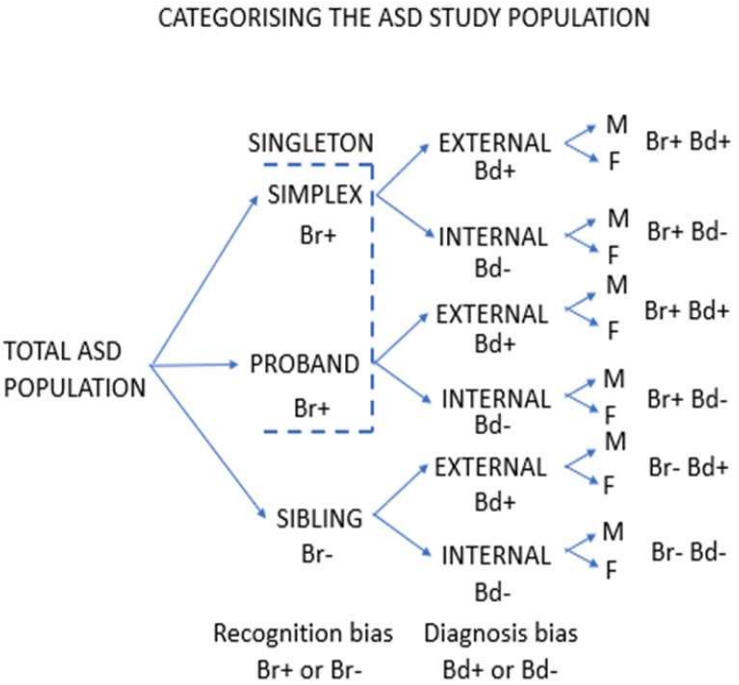 CATEGORISING THE ASD STUDY POPULATION
SINGLETON
SIMPLEX
Br+
EXTERNAL
Bd+
M
F
Br+ Bd+
INTERNAL
Bd-
M
F
Br+ Bd-
TOTAL ASD
POPULATION
PROBAND
Br+
EXTERNAL
Bd+
M
F
Br+ Bd+
INTERNAL
Bd-
M
F
Br+ Bd-
SIBLING
Br-
EXTERNAL
Bd+
M
F
Br- Bd+
INTERNAL
Bd-
M
F
Br- Bd-
Recognition bias
Br+ or Br-
Diagnosis bias
Bd+ or Bd-